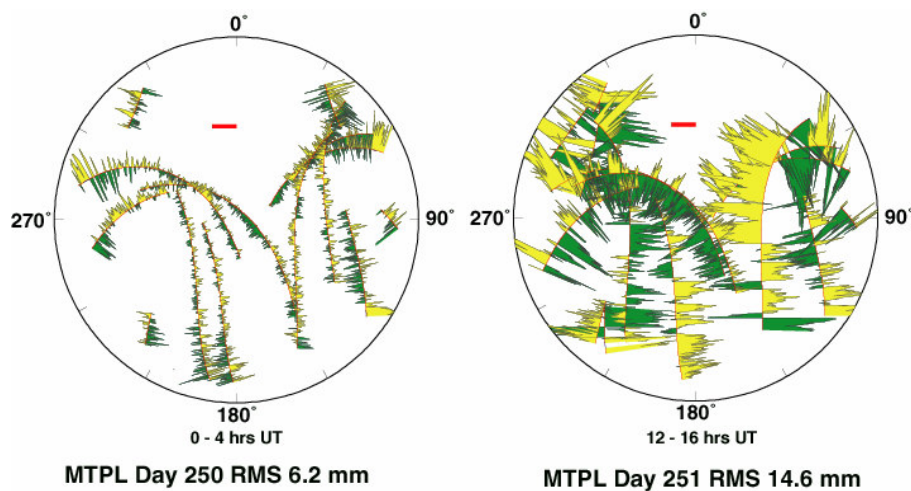 0°
270°
90°
180°
0 - 4 hrs UT
MTPL Day 250 RMS 6.2 mm
0°
270°
90°
180°
12 - 16 hrs UT
MTPL Day 251 RMS 14.6 mm